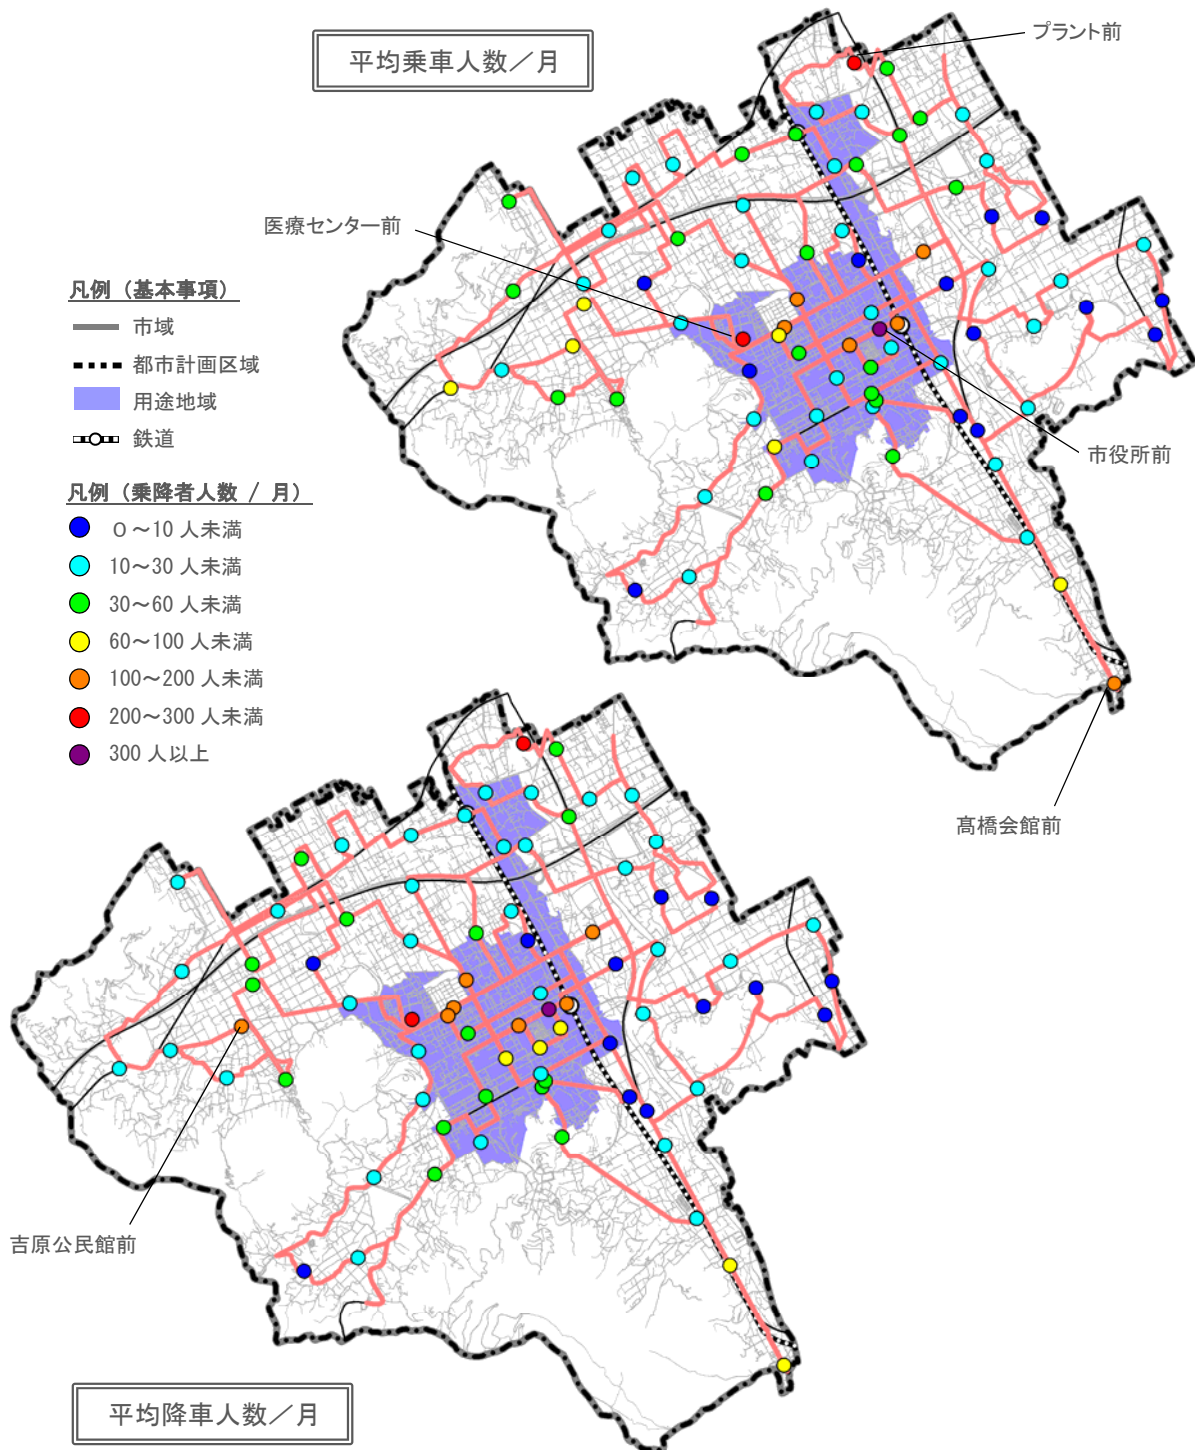 平均乗車人数／月
プラント前
医療センター前
凡例（基本事項）
市域
都市計画区域
用途地域
鉄道
市役所前
凡例（乗降者人数 / 月）
０～10 人未満
10～30 人未満
30～60 人未満
60～100 人未満
100～200 人未満
200～300 人未満
300 人以上
髙橋会館前
吉原公民館前
平均降車人数／月